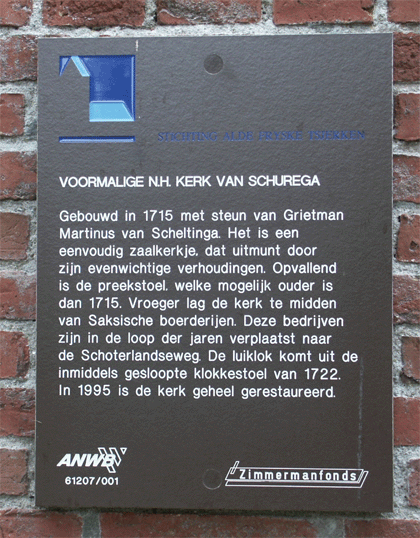 STICHTING ALDE FRYSKE TSJERKEN
VOORMALIGE N.H. KERK VAN SCHUREGA
Gebouwd in 1715 met steun van Grietman
Martinus van Scheltinga. Het is een
eenvoudig zaalkerkje, dat uitmunt door
zijn evenwichtige verhoudingen. Opvallend
is de preekstoel, welke mogelijk ouder is
dan 1715. Vroeger lag de kerk te midden
van Saksische boerderijen. Deze bedrijven
zijn in de loop der jaren verplaatst naar
de Schoterlandseweg. De luiklok komt uit de
inmiddels gesloopte klokkestoel van 1722.
In 1995 is de kerk geheel gerestaureerd.
ANWB
61207/001
Zimmermanfonds